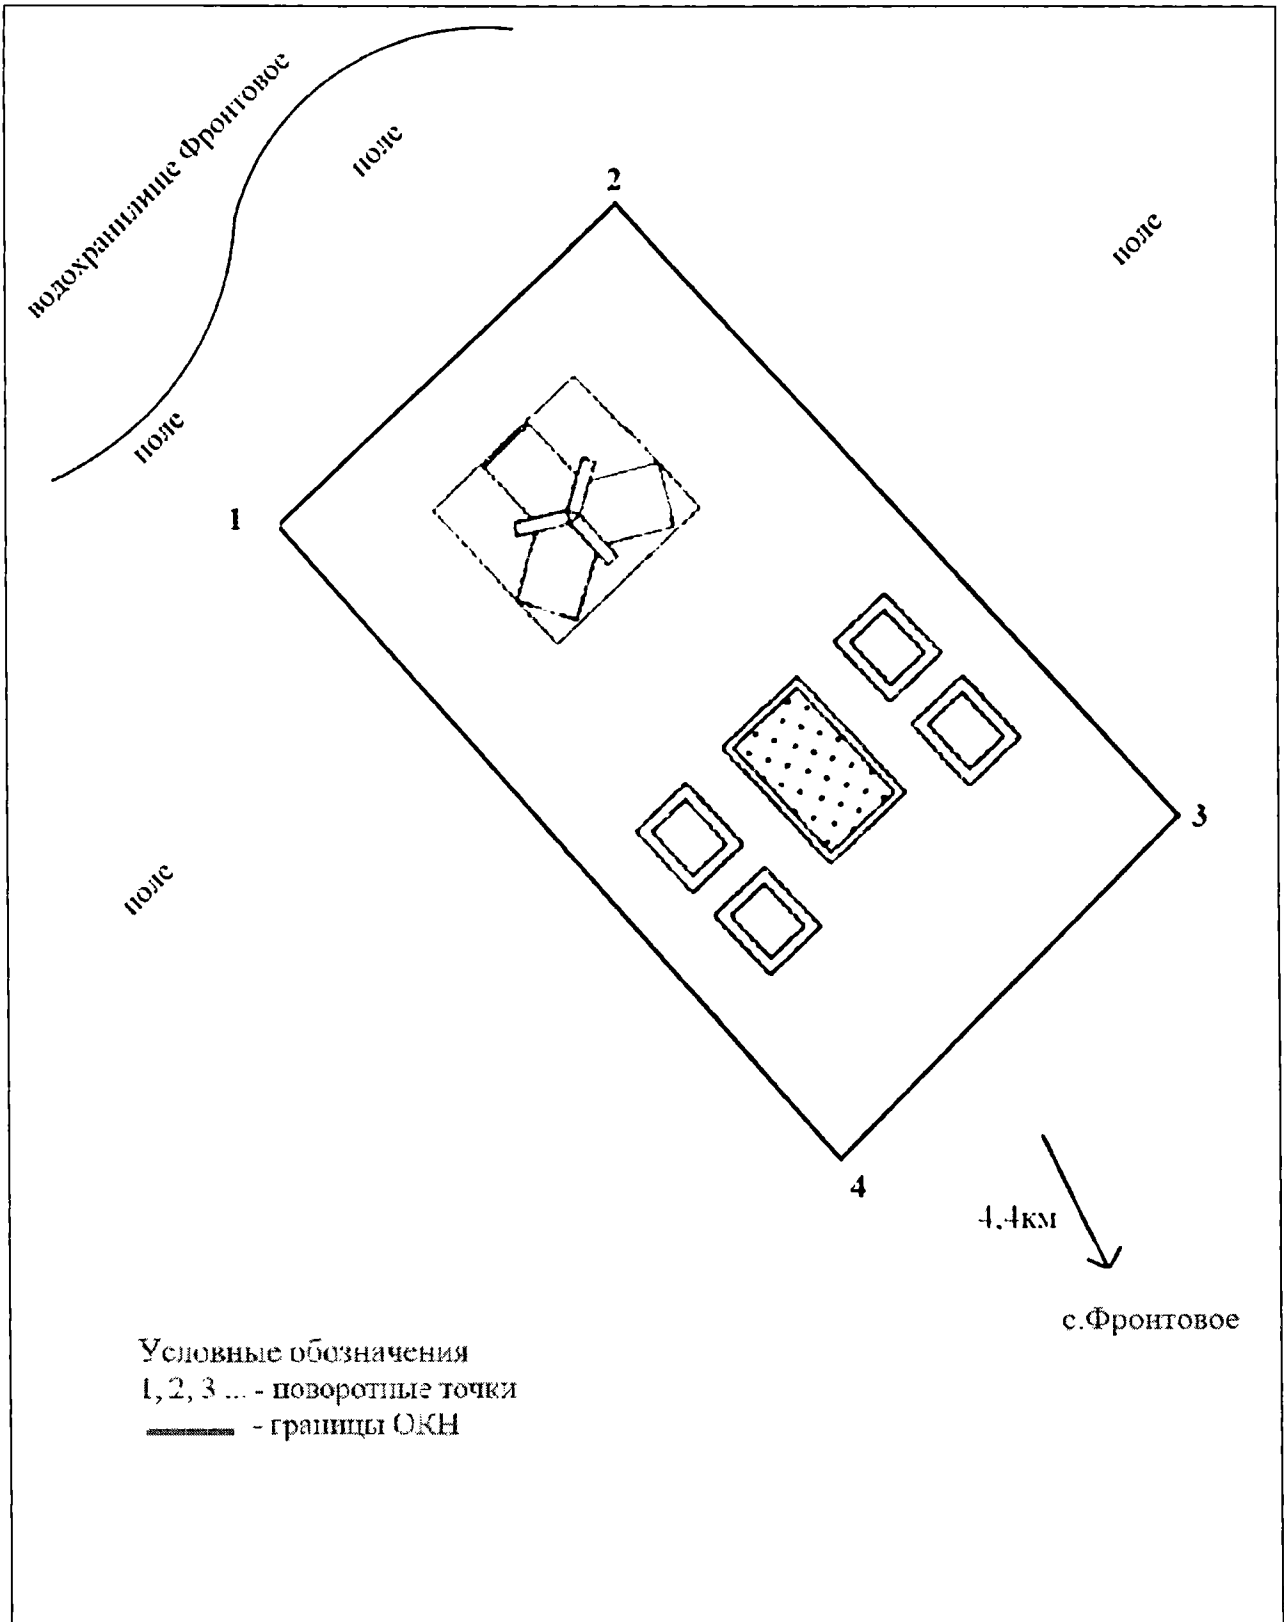 водохранилище Фронтовое
поле
2
поле
поле
1
3
поле
4
4,4км
с.Фронтовое
Условные обозначения
1, 2, 3 ... - поворотные точки
- границы ОКН